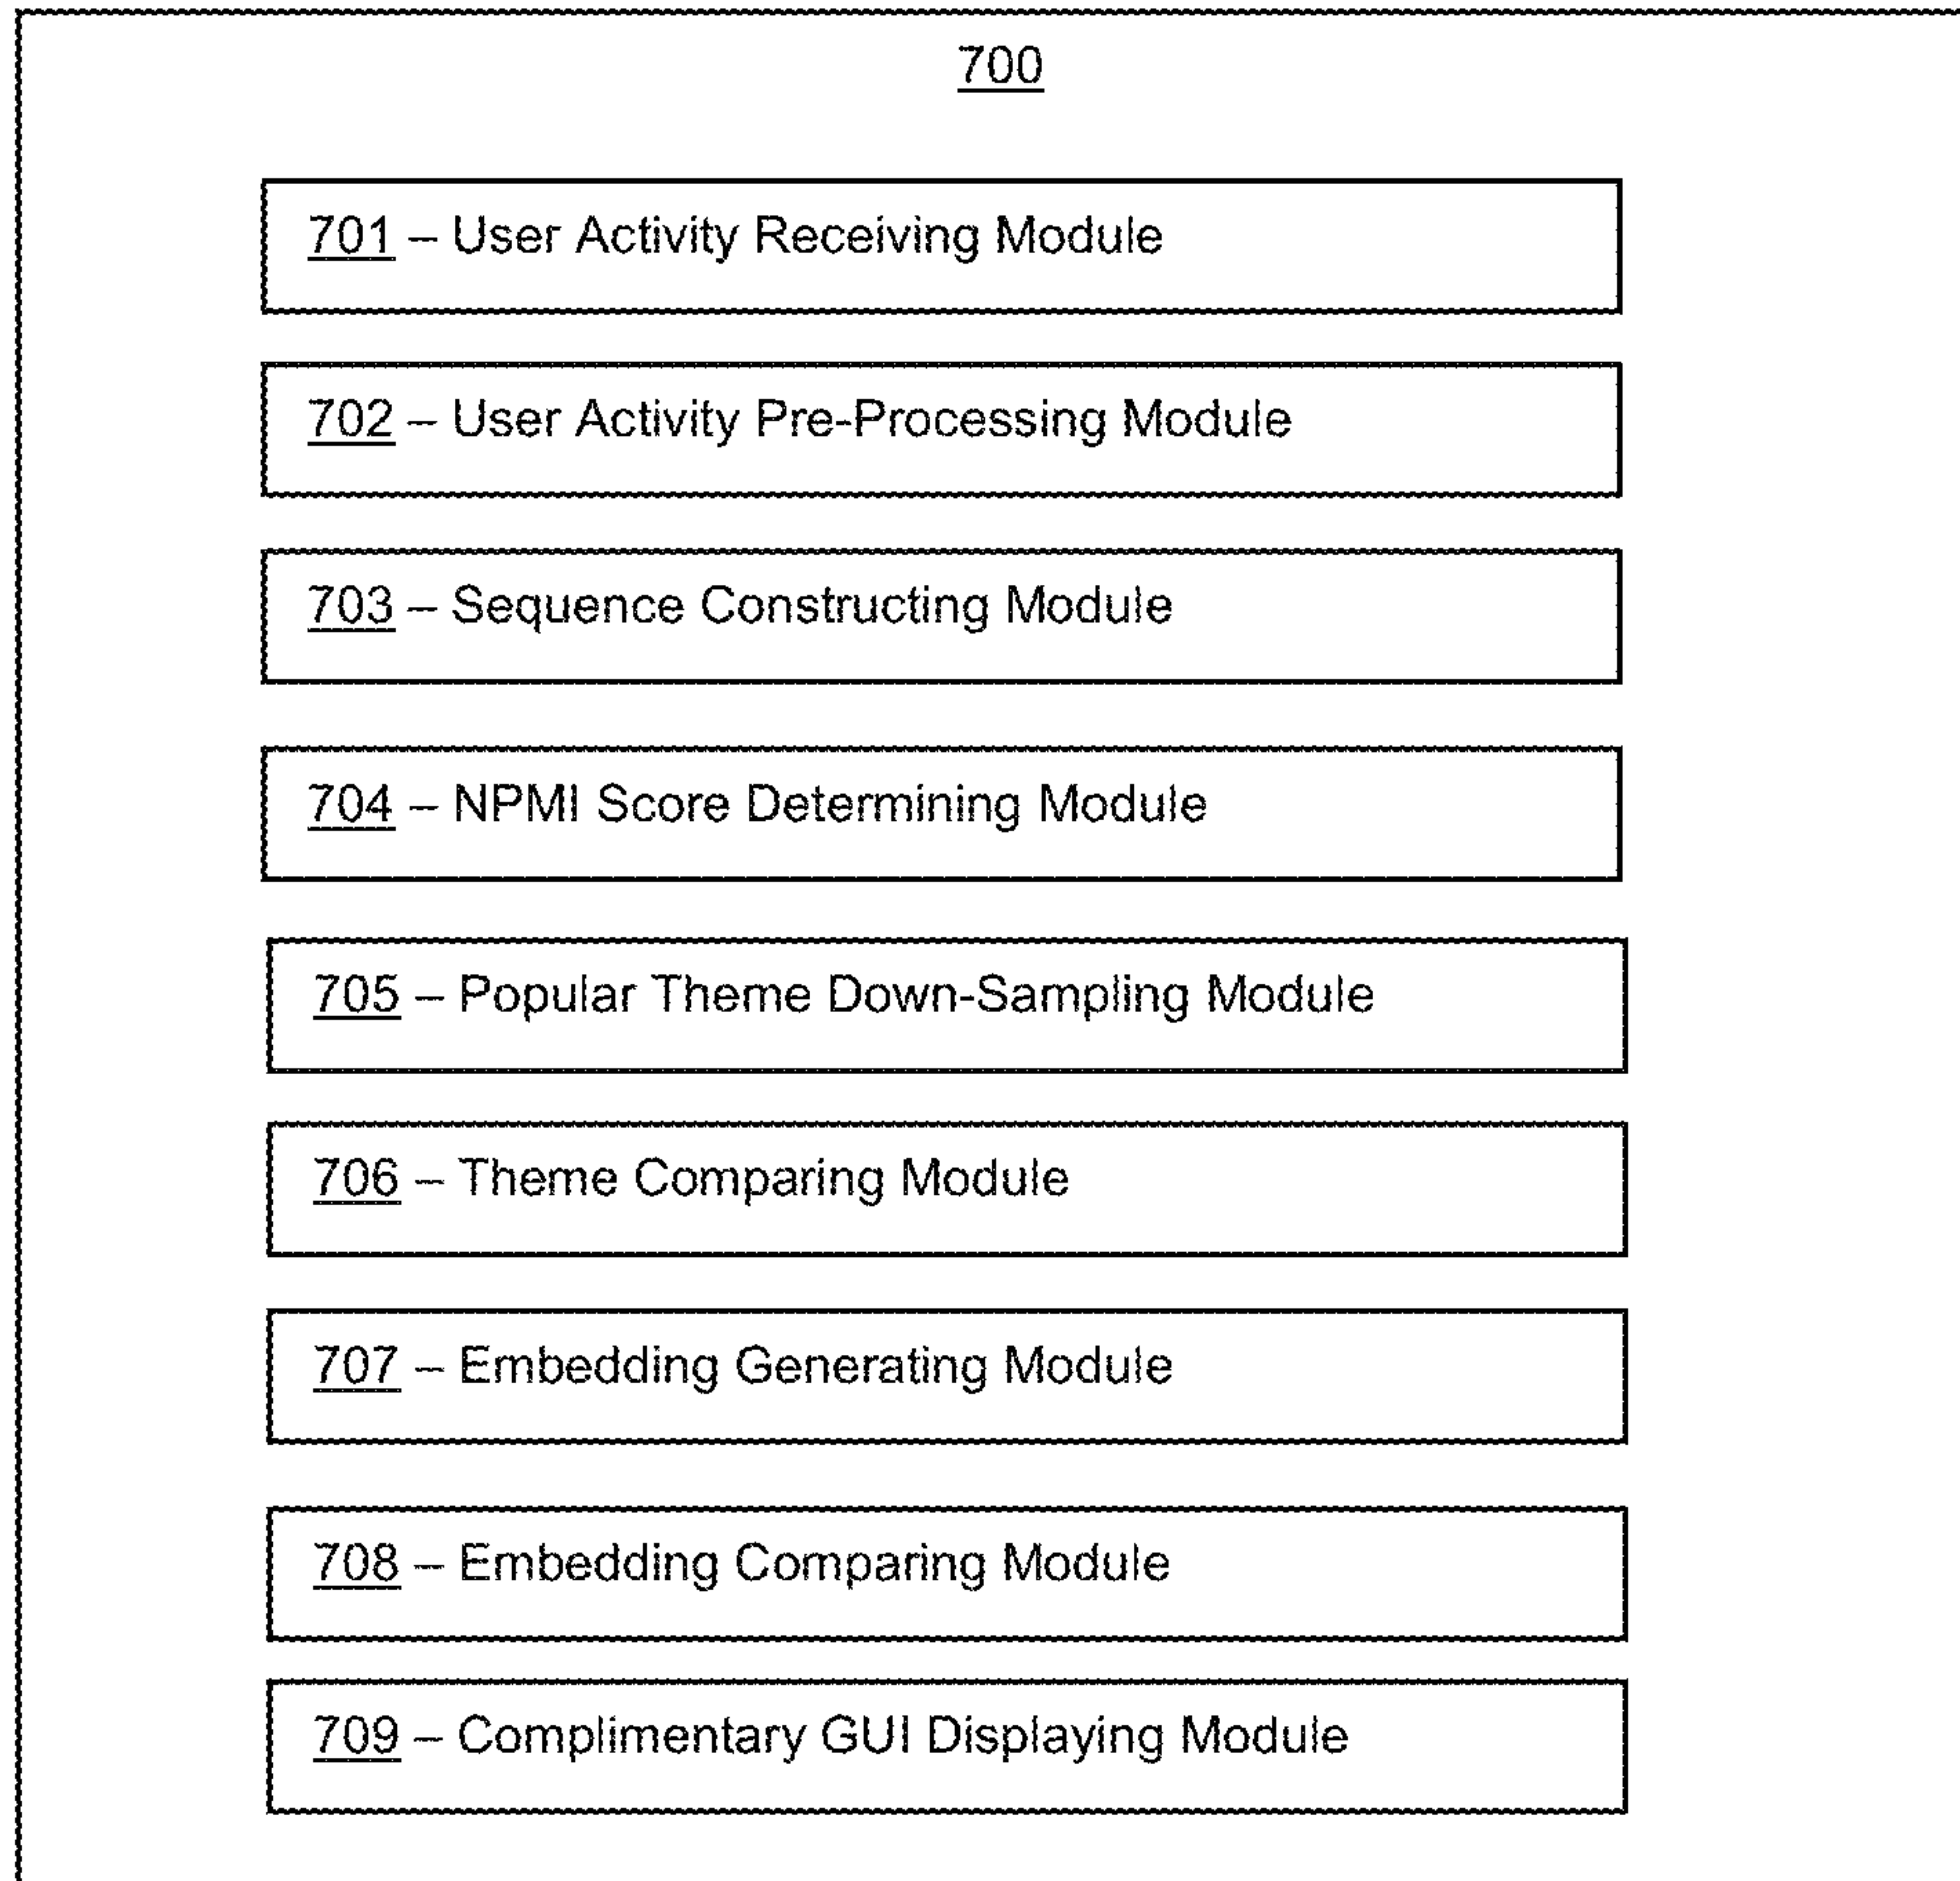 700
701 – User Activity Receiving Module
702 – User Activity Pre-Processing Module
703 – Sequence Constructing Module
704 – NPMI Score Determining Module
705 – Popular Theme Down-Sampling Module
706 – Theme Comparing Module
707 – Embedding Generating Module
708 – Embedding Comparing Module
709 – Complimentary GUI Displaying Module